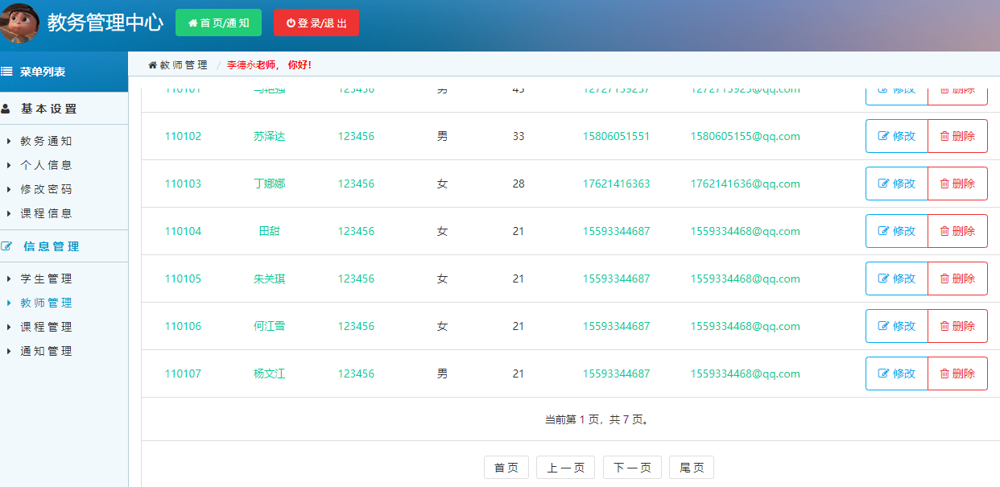 教务管理中心 首页/通知 登录/退出
菜单列表
基本设置
教务通知
个人信息
修改密码
课程信息
信息管理
学生管理
教师管理
课程管理
通知管理
教师管理 / 李德永老师， 你好!
110101 123456 男 45 修改 删除
110102 苏泽达 123456 男 33 15806051551 1580605155@qq.com 修改 删除
110103 丁娜娜 123456 女 28 17621416363 1762141636@qq.com 修改 删除
110104 田甜 123456 女 21 15593344687 1559334468@qq.com 修改 删除
110105 朱关琪 123456 女 21 15593344687 1559334468@qq.com 修改 删除
110106 何江雪 123456 女 21 15593344687 1559334468@qq.com 修改 删除
110107 杨文江 123456 男 21 15593344687 1559334468@qq.com 修改 删除
当前第 1 页，共 7 页。
首页 上一页 下一页 尾页